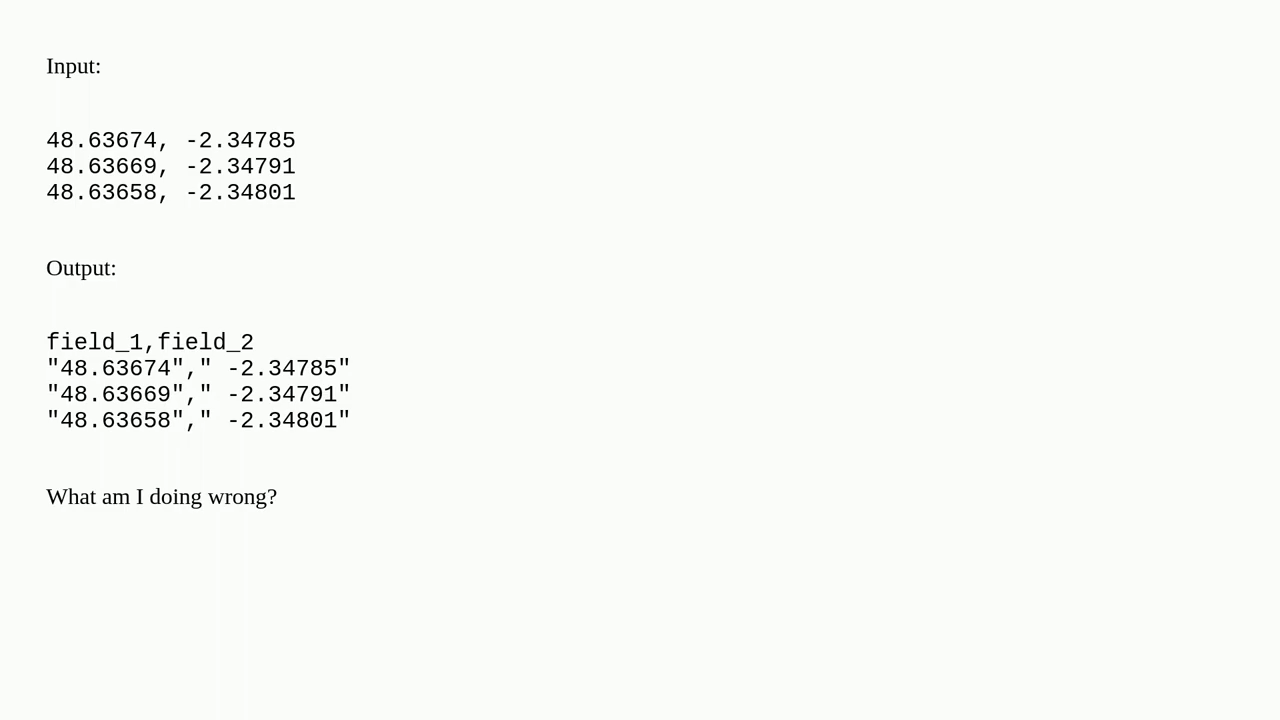 Input:
48.63674, -2.34785
48.63669, -2.34791
48.63658, -2.34801
Output:
field_1,field_2
"48.63674"," -2.34785"
"48.63669"," -2.34791"
"48.63658"," -2.34801"
What am I doing wrong?